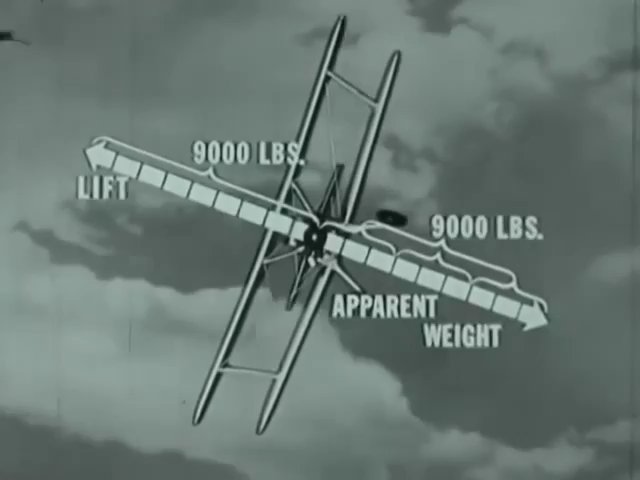 9000 LBS.
LIFT
9000 LBS.
APPARENT
WEIGHT